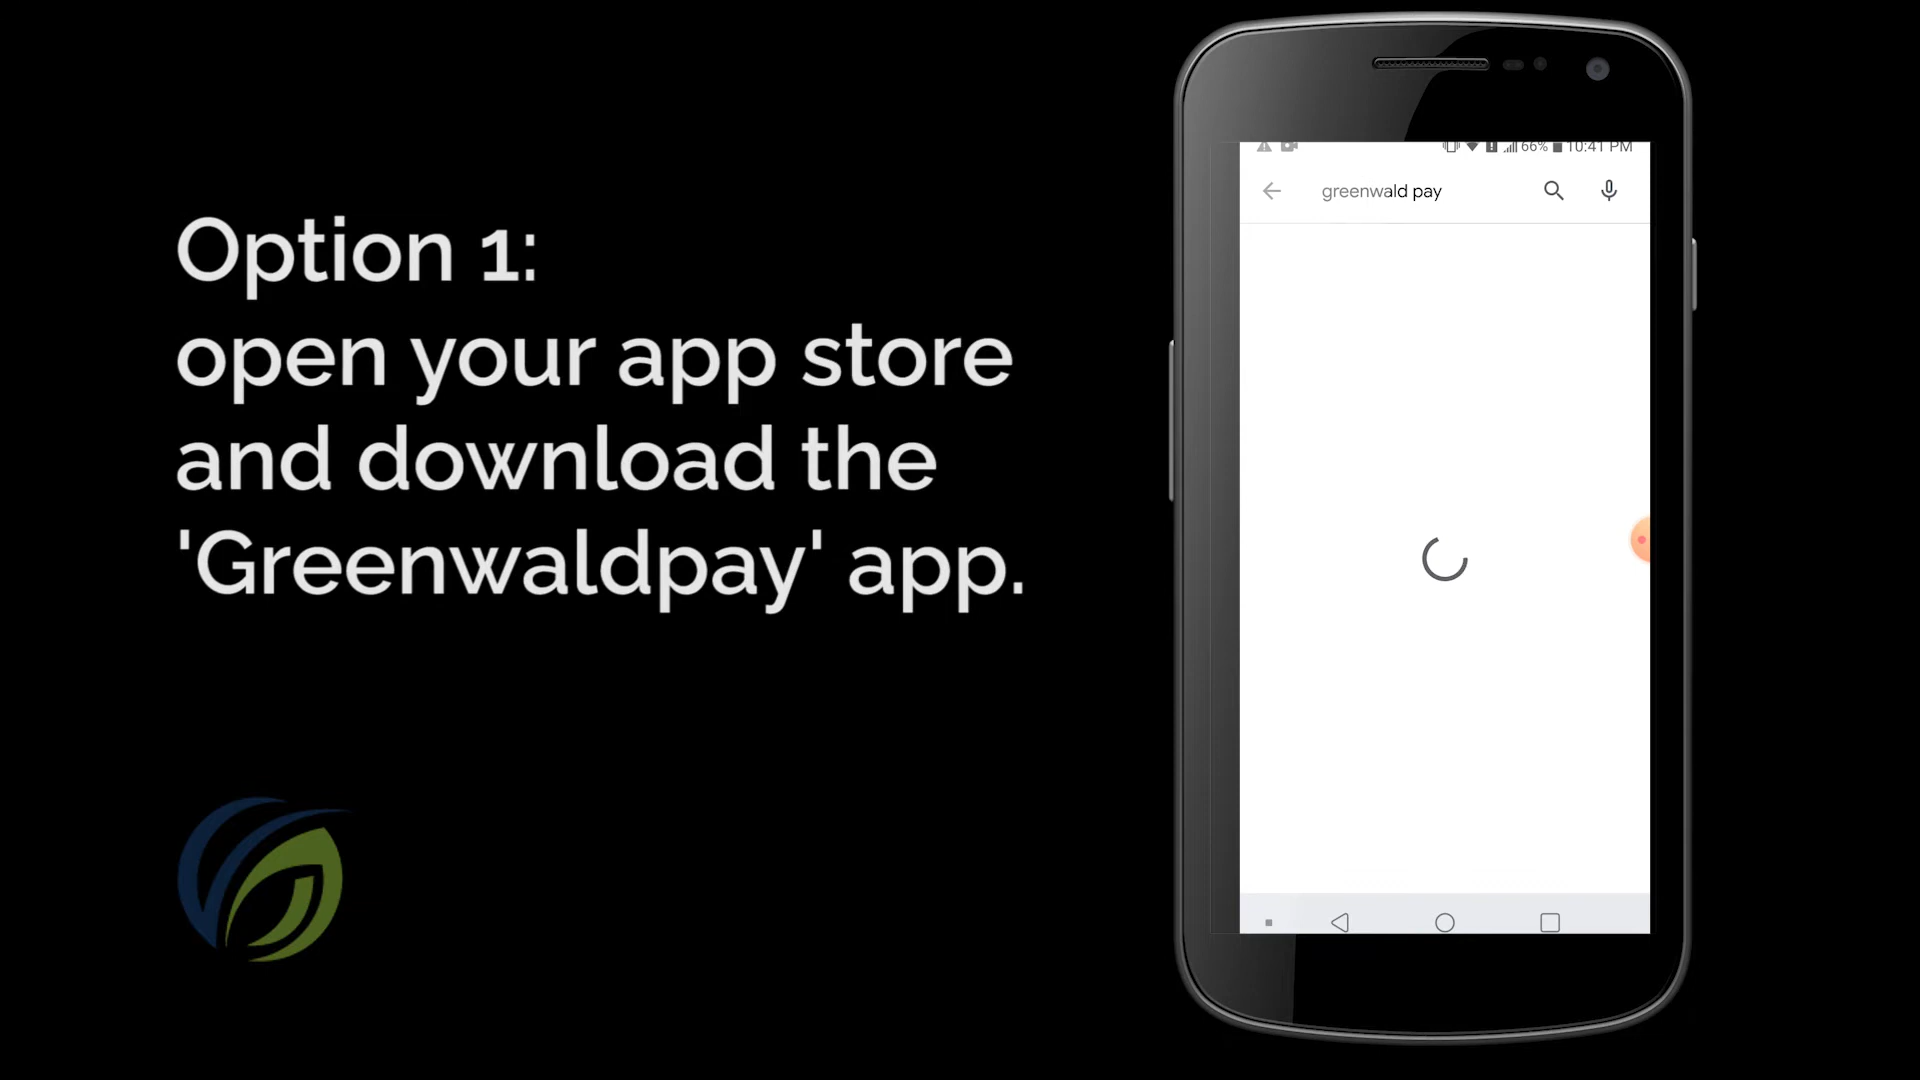 Option 1:
open your app store
and download the
'Greenwaldpay' app.
66% 10:41 PM
greenwald pay